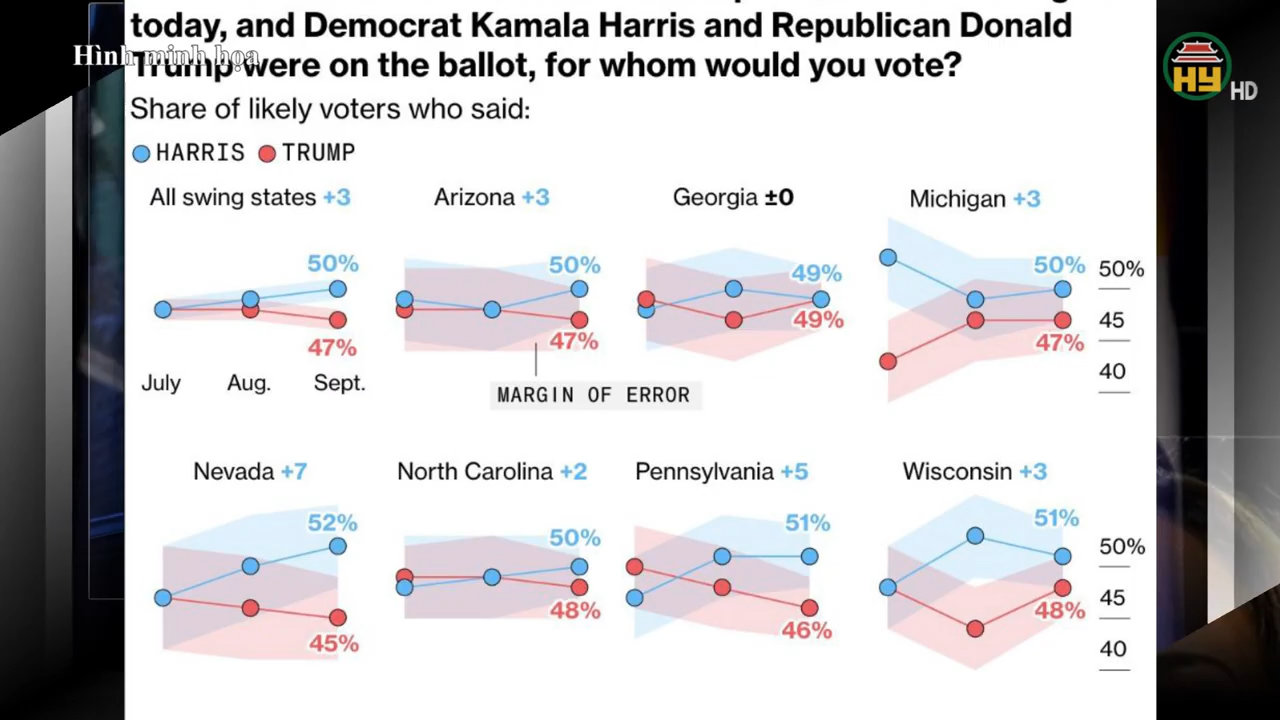 today, and Democrat Kamala Harris and Republican Donald
Hình minh họa
Trump were on the ballot, for whom would you vote?
HY HD
Share of likely voters who said:
HARRIS TRUMP
All swing states +3
Arizona +3
Georgia ±0
Michigan +3
50%
47%
July Aug. Sept.
50%
47%
MARGIN OF ERROR
49%
49%
50%
47%
50%
45
40
Nevada +7
North Carolina +2
Pennsylvania +5
Wisconsin +3
52%
45%
50%
48%
51%
46%
51%
48%
50%
45
40